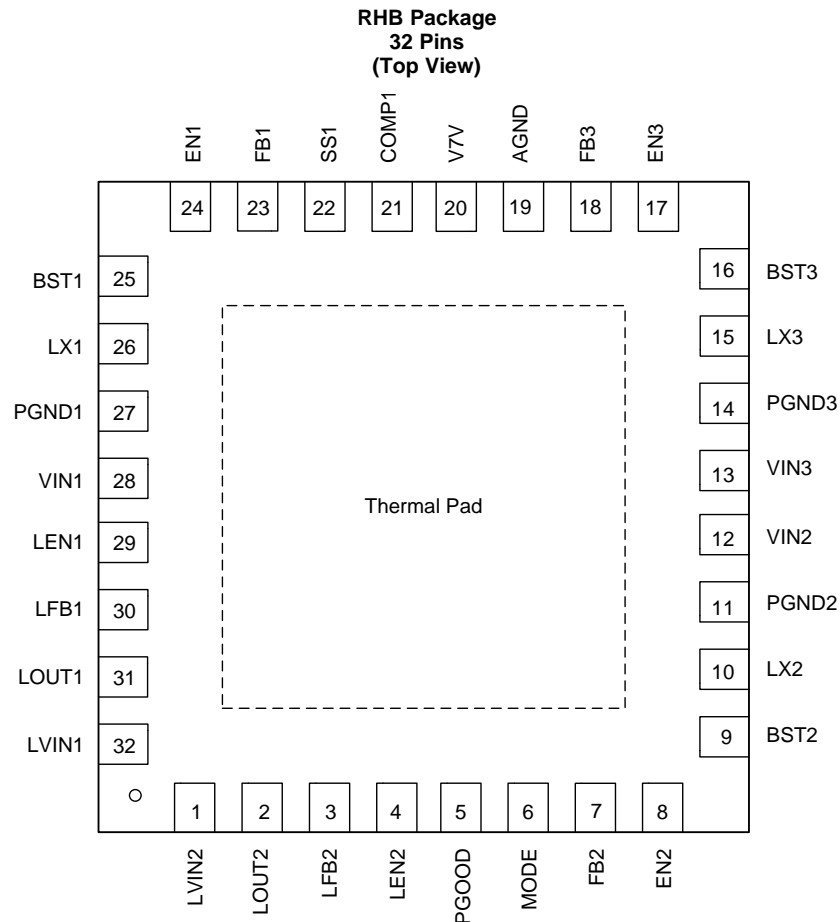 RHB Package
32 Pins
(Top View)
EN1 FB1 SS1 COMP1 V7V AGND FB3 EN3
24 23 22 21 20 19 18 17
BST1 25 16 BST3
LX1 26 15 LX3
PGND1 27 14 PGND3
VIN1 28 13 VIN3
Thermal Pad
LEN1 29 12 VIN2
LFB1 30 11 PGND2
LOUT1 31 10 LX2
LVIN1 32 9 BST2
1 2 3 4 5 6 7 8
LVIN2 LOUT2 LFB2 LEN2 PGOOD MODE FB2 EN2